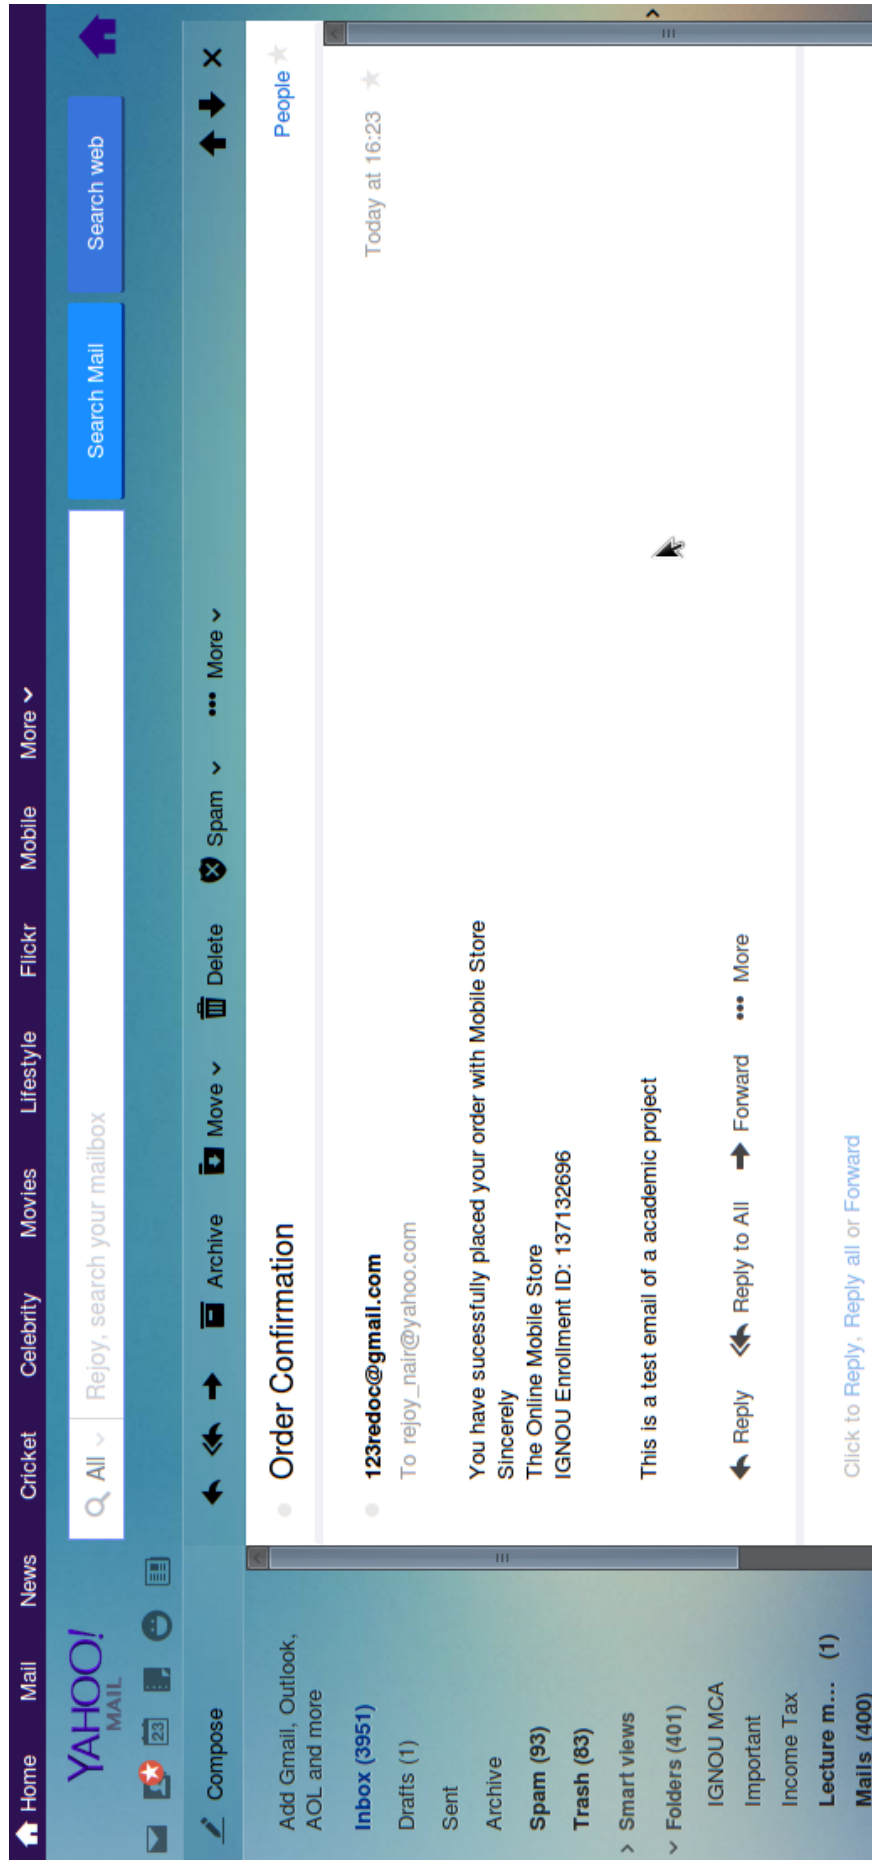 Home Mail News Cricket Celebrity Movies Lifestyle Flickr Mobile More
YAHOO!
MAIL
All Rejoy, search your mailbox Search Mail Search web
23
Compose
Archive Move Delete Spam More
Add Gmail, Outlook,
AOL and more
Inbox (3951)
Drafts (1)
Sent
Archive
Spam (93)
Trash (83)
Smart views
Folders (401)
IGNOU MCA
Important
Income Tax
Lecture m... (1)
Mails (400)
Order Confirmation People
123redoc@gmail.com Today at 16:23
To rejoy_nair@yahoo.com
You have sucessfully placed your order with Mobile Store
Sincerely
The Online Mobile Store
IGNOU Enrollment ID: 137132696
This is a test email of a academic project
Reply Reply to All Forward More
Click to Reply, Reply all or Forward